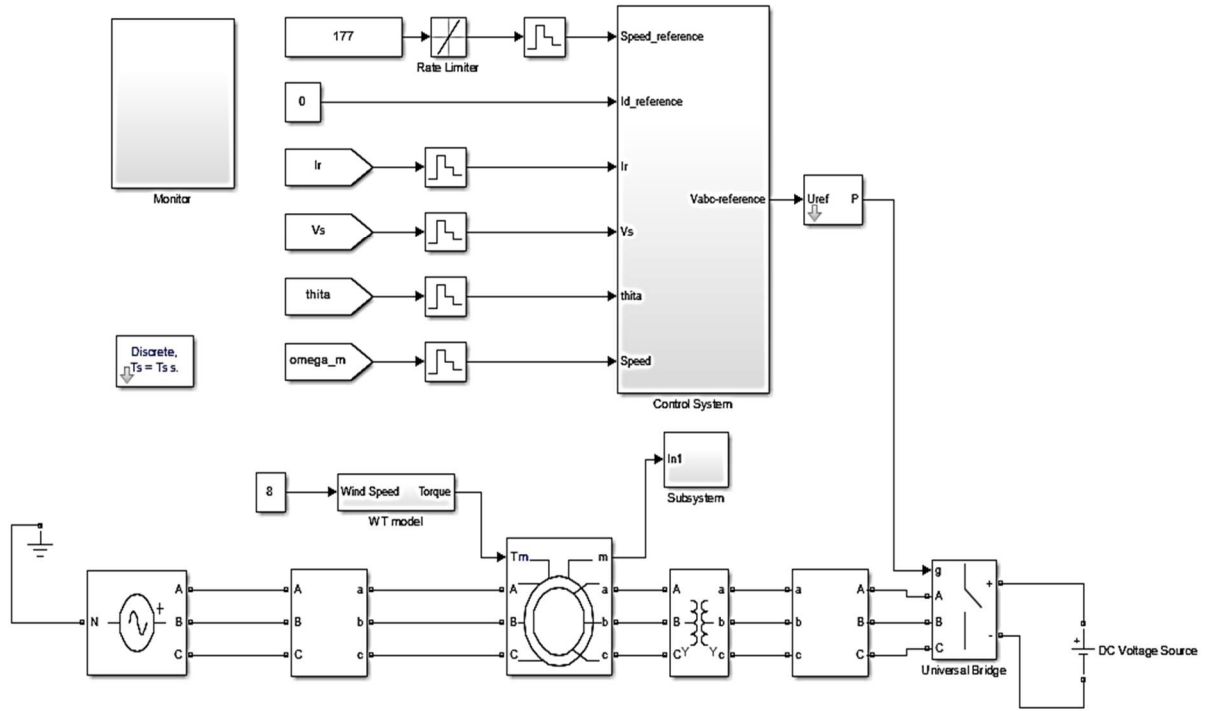 177
Rate Limiter
Speed_reference
0
Id_reference
Ir
Ir
Monitor
Vabo-reference
Uref P
Vs
Vs
thita
thita
Discrete,
Ts = Ts s.
omega_m
Speed
Control System
In1
Subsystem
8
Wind Speed Torque
WT model
Tm m
g
+
A A a A a A a a A A
N + B B b B b B b b B B
C C c C c C Y Y c c C C
-
+
DC Voltage Source
Universal Bridge